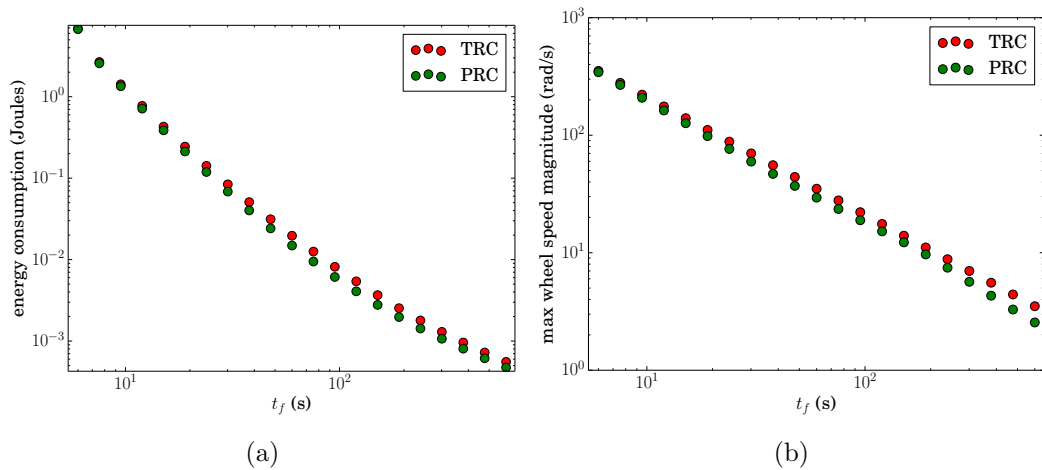 TRC
PRC
energy consumption (Joules)
10^0
10^{-1}
10^{-2}
10^{-3}
10^1
10^2
t_f (s)
(a)
TRC
PRC
max wheel speed magnitude (rad/s)
10^3
10^2
10^1
10^0
10^1
10^2
t_f (s)
(b)